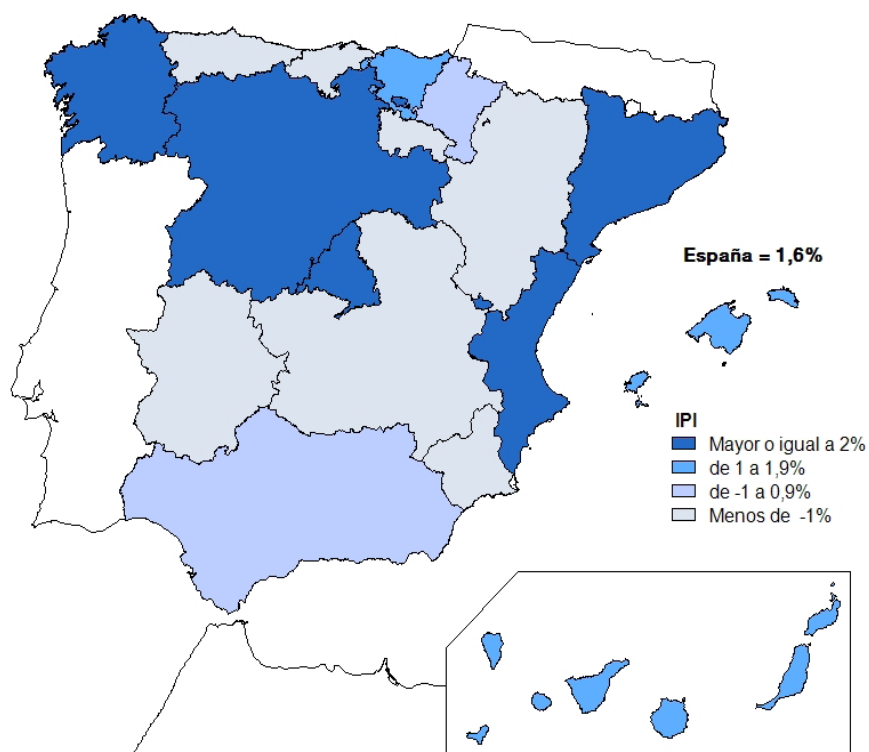 España = 1,6%
IPI
Mayor o igual a 2%
de 1 a 1,9%
de -1 a 0,9%
Menos de -1%